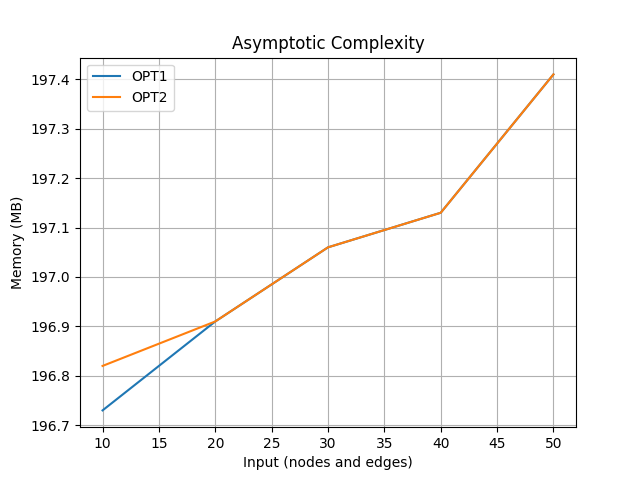 Asymptotic Complexity
OPT1
OPT2
Memory (MB)
197.4
197.3
197.2
197.1
197.0
196.9
196.8
196.7
10 15 20 25 30 35 40 45 50
Input (nodes and edges)